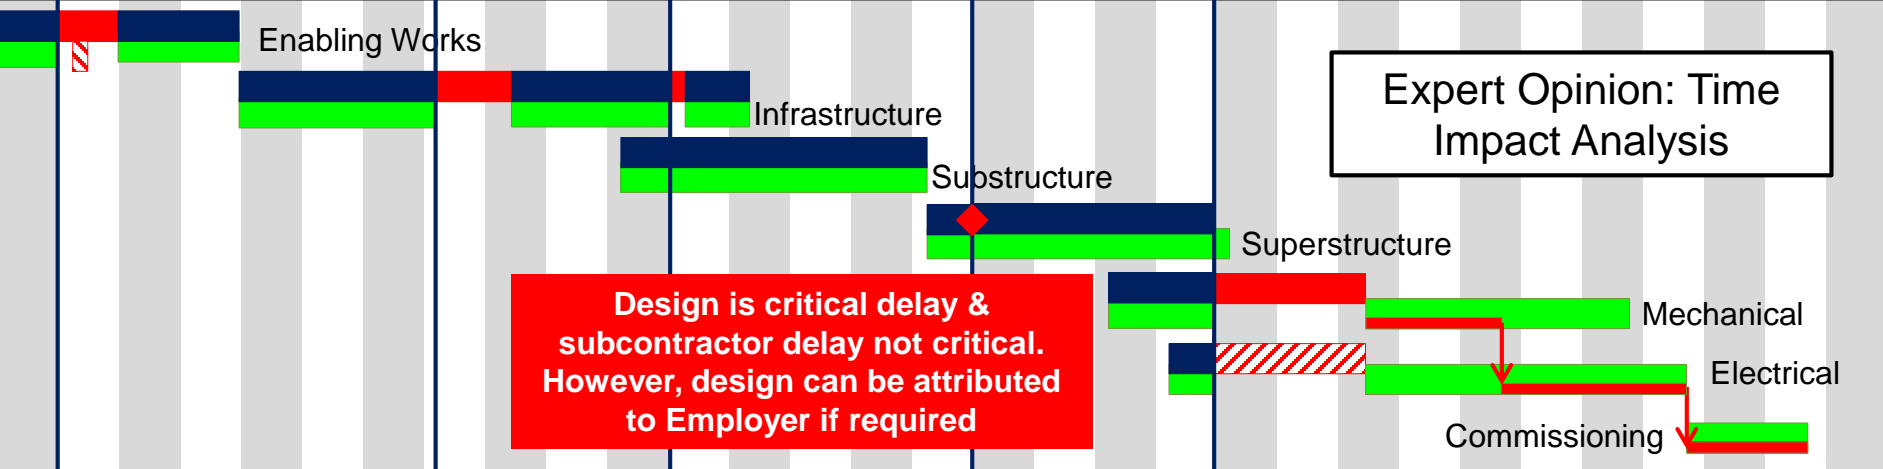 Enabling Works
Expert Opinion: Time
Impact Analysis
Infrastructure
Substructure
Superstructure
Design is critical delay &
subcontractor delay not critical.
However, design can be attributed
to Employer if required
Mechanical
Electrical
Commissioning